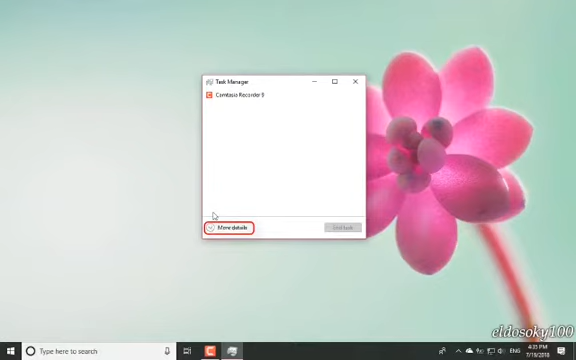 Task Manager
Camtasia Recorder 9
More details
End task
eldosoky100
Type here to search
ENG
4:35 PM
7/19/2018